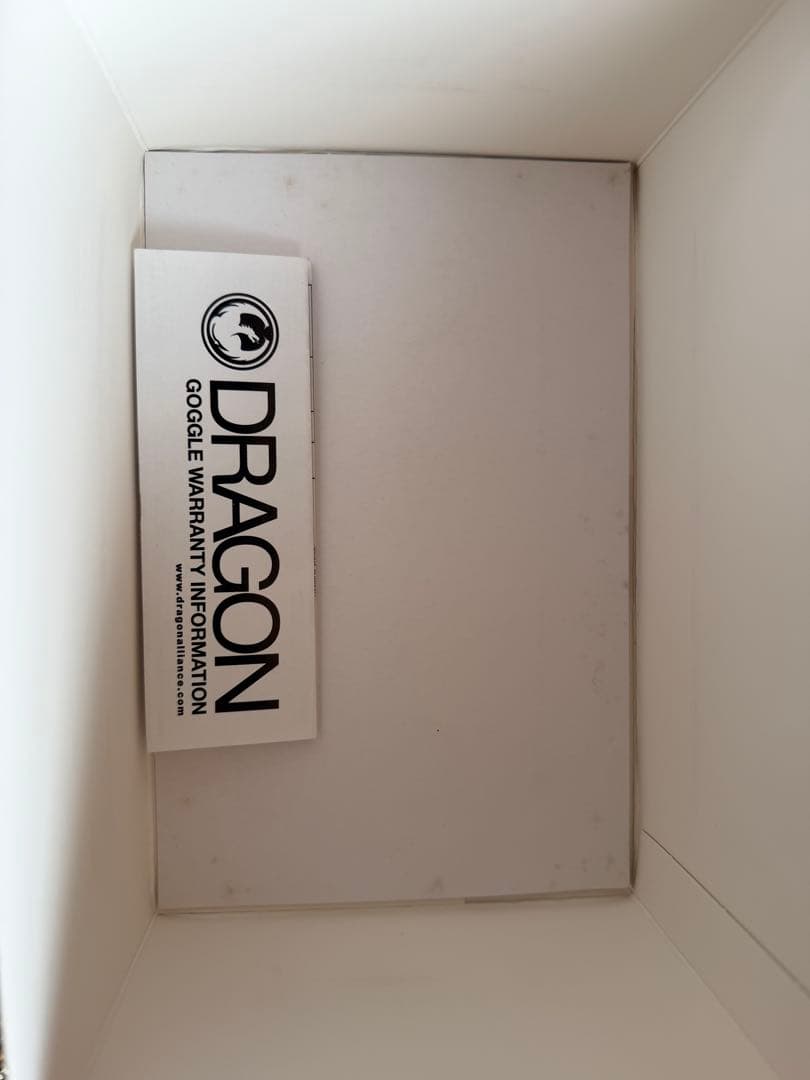 DRAGON
GOGGLE WARRANTY INFORMATION
www.dragonalliance.com